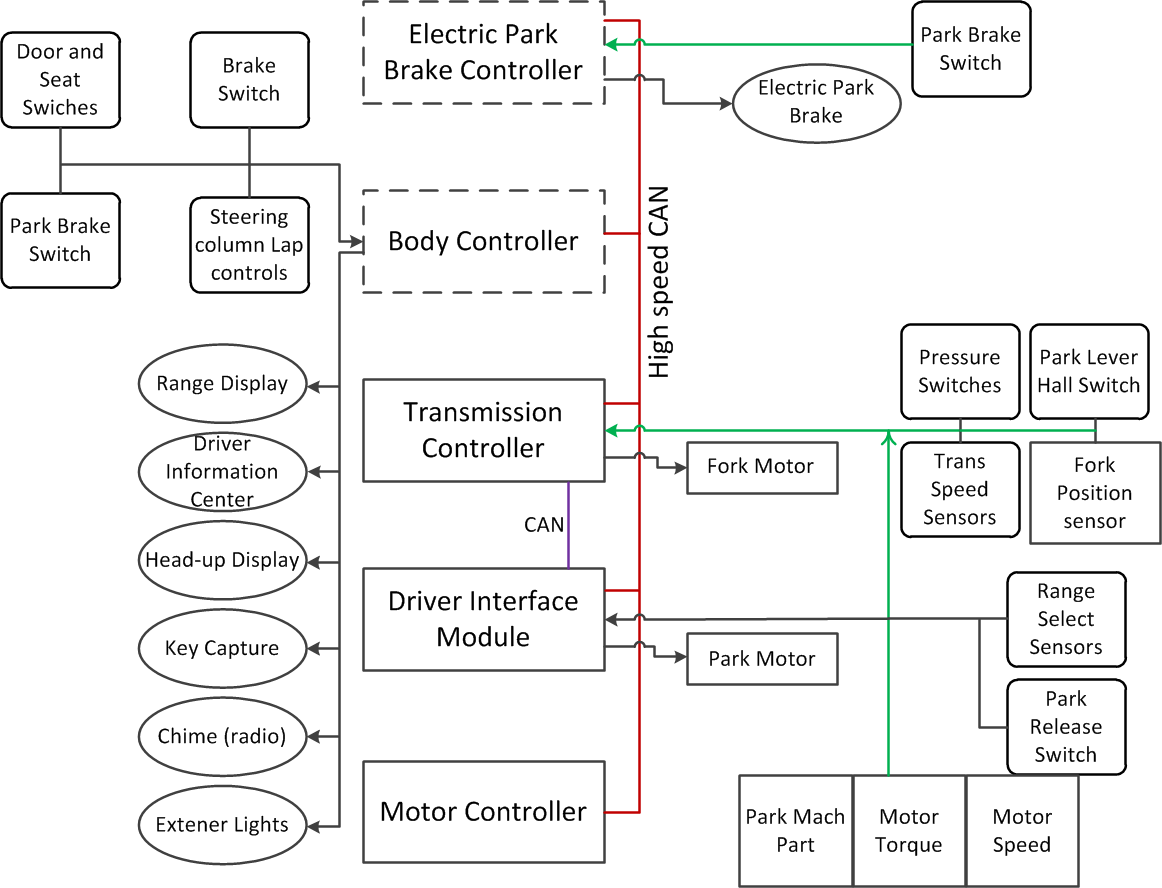 Electric Park
Brake Controller
Park Brake
Switch
Door and
Seat
Swiches
Brake
Switch
Electric Park
Brake
Park Brake
Switch
Steering
column Lap
controls
Body Controller
High speed CAN
Range Display
Driver
Information
Center
Head-up Display
Key Capture
Chime (radio)
Extener Lights
Transmission
Controller
Pressure
Switches
Park Lever
Hall Switch
Fork Motor
Trans
Speed
Sensors
Fork
Position
sensor
CAN
Driver Interface
Module
Range
Select
Sensors
Park Motor
Park
Release
Switch
Motor Controller
Park Mach
Part
Motor
Torque
Motor
Speed